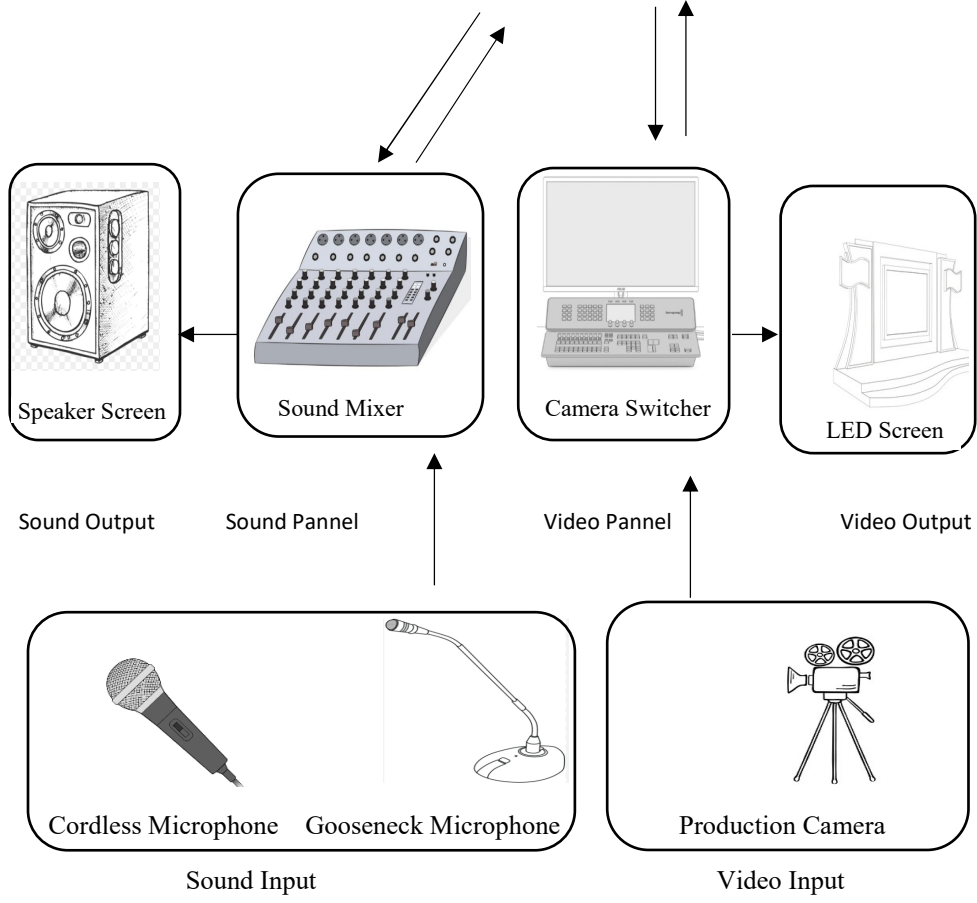 Speaker Screen
Sound Mixer
Camera Switcher
LED Screen
Sound Output
Sound Pannel
Video Pannel
Video Output
Cordless Microphone
Gooseneck Microphone
Production Camera
Sound Input
Video Input